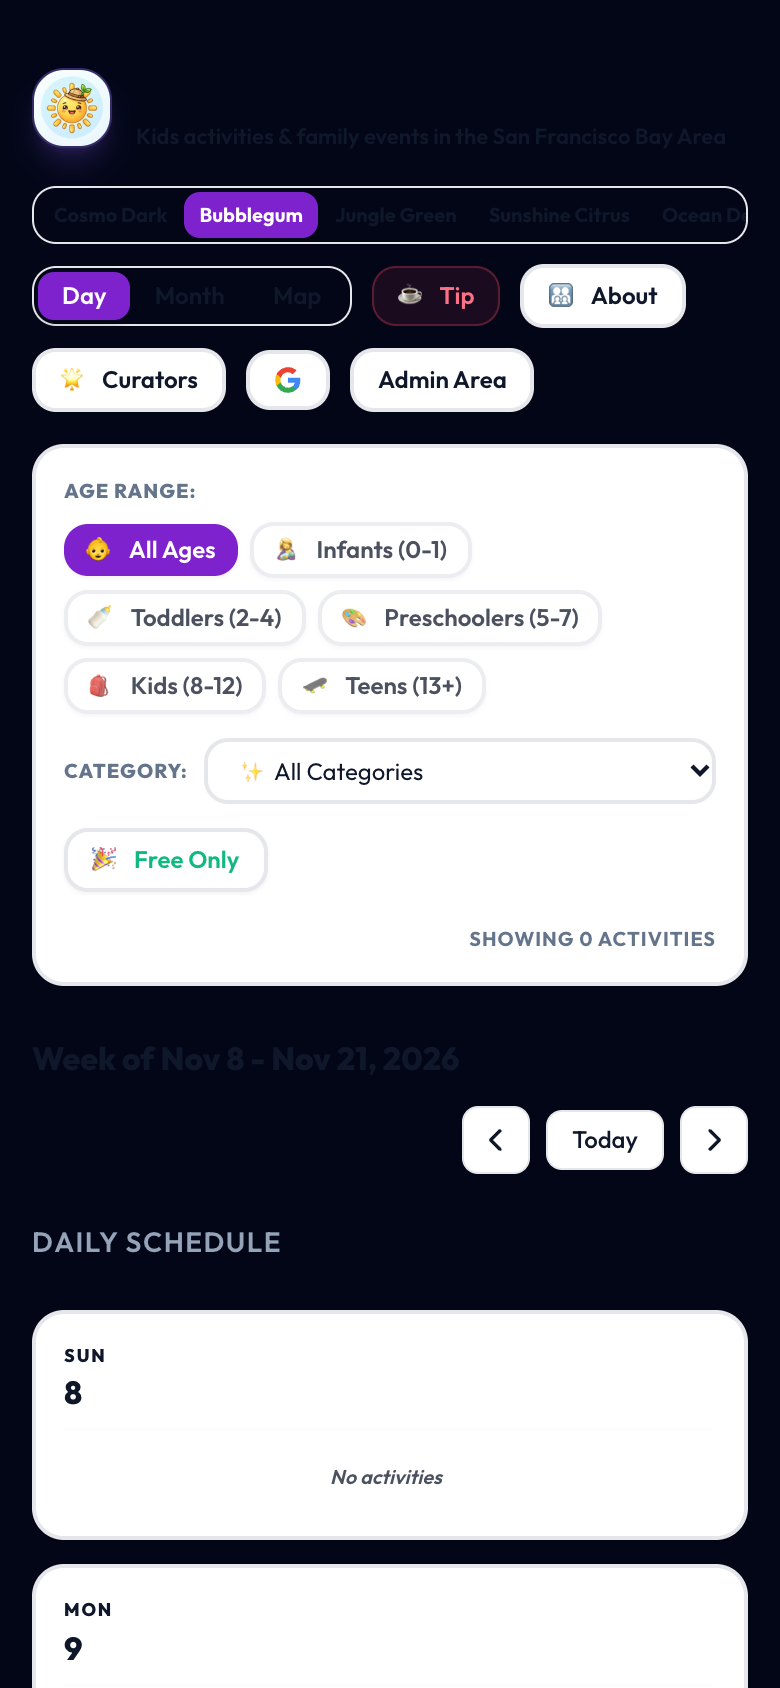 Kids activities & family events in the San Francisco Bay Area
Cosmo Dark Bubblegum Jungle Green Sunshine Citrus Ocean
Day Month Map Tip About
Curators Admin Area
AGE RANGE:
All Ages Infants (0-1)
Toddlers (2-4) Preschoolers (5-7)
Kids (8-12) Teens (13+)
CATEGORY: All Categories
Free Only
SHOWING 0 ACTIVITIES
Week of Nov 8 - Nov 21, 2026
Today
DAILY SCHEDULE
SUN
8
No activities
MON
9